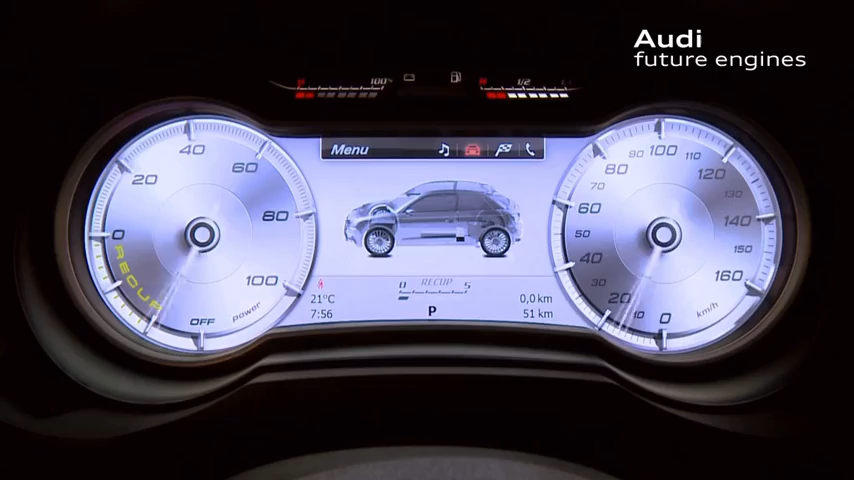 Audi
future engines
100%
1/2
Menu
0
20
40
60
80
100
RECUP
OFF
power
RECUP
0
5
21°C
7:56
P
0,0 km
51 km
0
10
20
30
40
50
60
70
80
90
100
110
120
130
140
150
160
km/h